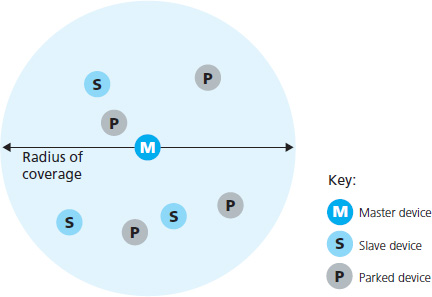 S
P
P
M
Radius of
coverage
S
P
S
P
Key:
M Master device
S Slave device
P Parked device